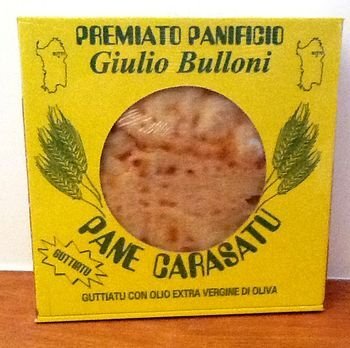 PREMIATO PANIFICIO
Giulio Bulloni
PANE CARASATU
GUTTIATU
GUTTIATU CON OLIO EXTRA VERGINE DI OLIVA